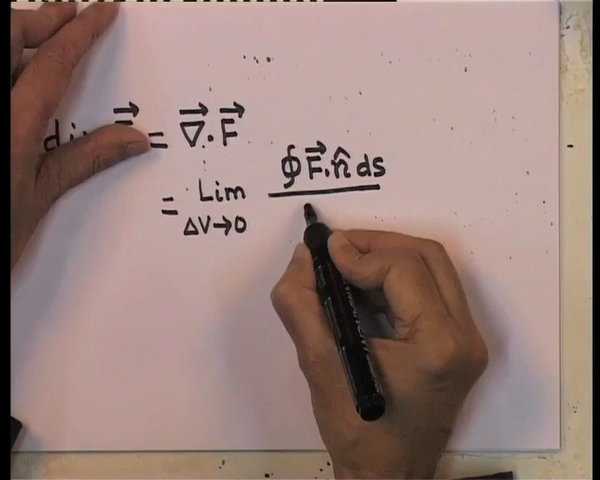 = ∇⃗·F⃗
= Lim ∮F⃗.n̂ ds
ΔV→0